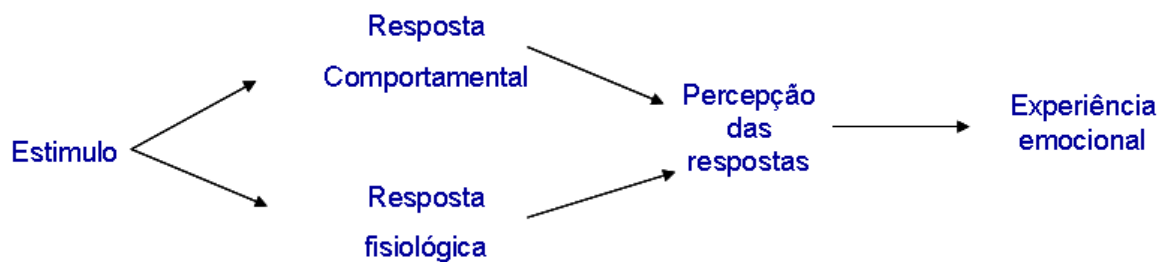 Estimulo
Resposta
Comportamental
Resposta
fisiológica
Percepção
das
respostas
Experiência
emocional